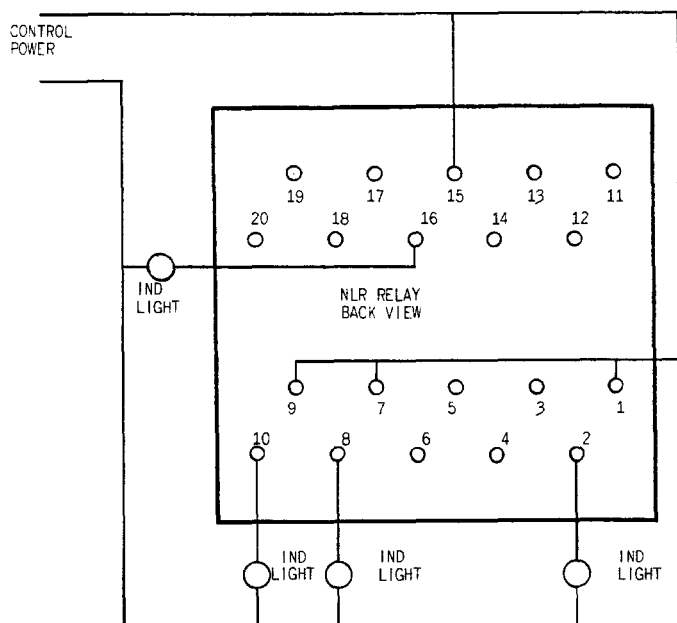 CONTROL
POWER
19 17 15 13 11
20 18 16 14 12
IND
LIGHT
NLR RELAY
BACK VIEW
9 7 5 3 1
10 8 6 4 2
IND
LIGHT
IND
LIGHT
IND
LIGHT